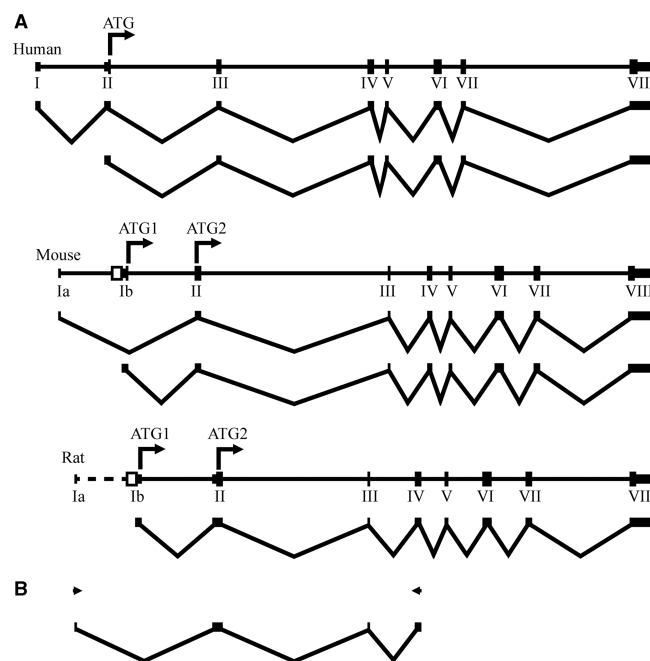 A
ATG
Human
I II III IV V VI VII VII
ATG1 ATG2
Mouse
Ia Ib II III IV V VI VII VIII
ATG1 ATG2
Rat
Ia Ib II III IV V VI VII VII
B